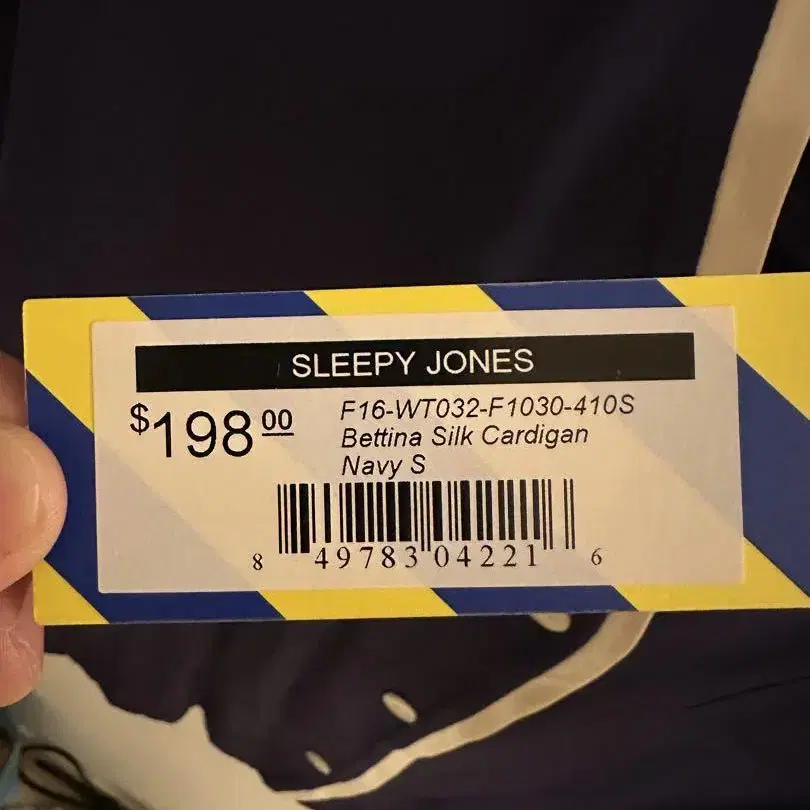 SLEEPY JONES
$198 00
F16-WT032-F1030-410S
Bettina Silk Cardigan
Navy S
8 49783 04221 6